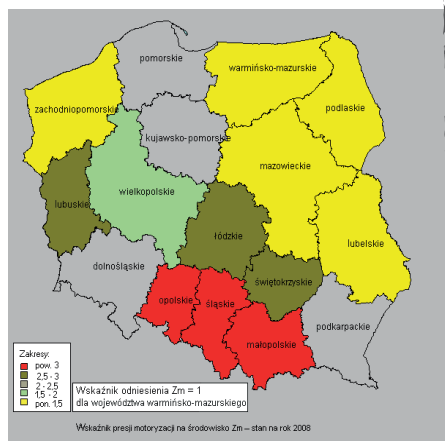 pomorskie
warmińsko-mazurskie
zachodniopomorskie
podlaskie
kujawsko-pomorskie
mazowieckie
wielkopolskie
lubuskie
łódzkie
lubelskie
dolnośląskie
świętokrzyskie
opolskie
śląskie
podkarpackie
małopolskie
Zakresy:
pow. 3
2,5 - 3
2 - 2,5
1,5 - 2
pon. 1,5
Wskaźnik odniesienia Zm = 1
dla województwa warmińsko-mazurskiego
Wskaźnik presji motoryzacji na środowisko Zm – stan na rok 2008